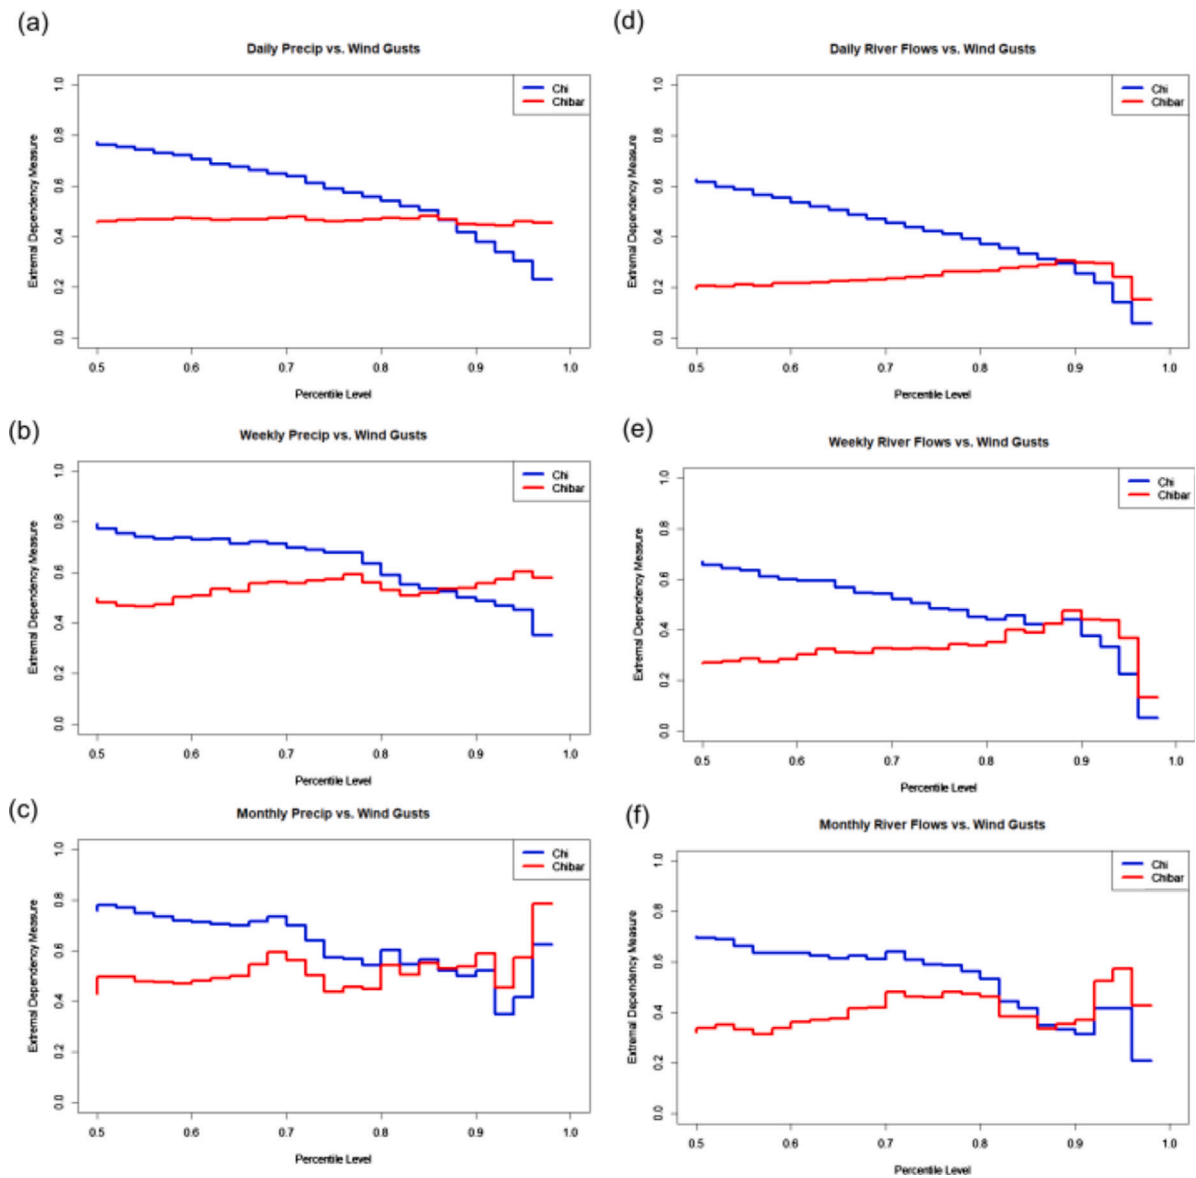 (a)
Daily Precip vs. Wind Gusts
Chi
Chibar
Extremal Dependency Measure
0.0 0.2 0.4 0.6 0.8 1.0
0.5 0.6 0.7 0.8 0.9 1.0
Percentile Level
(b)
Weekly Precip vs. Wind Gusts
Chi
Chibar
Extremal Dependency Measure
0.0 0.2 0.4 0.6 0.8 1.0
0.5 0.6 0.7 0.8 0.9 1.0
Percentile Level
(c)
Monthly Precip vs. Wind Gusts
Chi
Chibar
Extremal Dependency Measure
0.0 0.2 0.4 0.6 0.8 1.0
0.5 0.6 0.7 0.8 0.9 1.0
Percentile Level
(d)
Daily River Flows vs. Wind Gusts
Chi
Chibar
Extremal Dependency Measure
0.0 0.2 0.4 0.6 0.8 1.0
0.5 0.6 0.7 0.8 0.9 1.0
Percentile Level
(e)
Weekly River Flows vs. Wind Gusts
Chi
Chibar
Extremal Dependency Measure
0.0 0.2 0.4 0.6 0.8 1.0
0.5 0.6 0.7 0.8 0.9 1.0
Percentile Level
(f)
Monthly River Flows vs. Wind Gusts
Chi
Chibar
Extremal Dependency Measure
0.0 0.2 0.4 0.6 0.8 1.0
0.5 0.6 0.7 0.8 0.9 1.0
Percentile Level